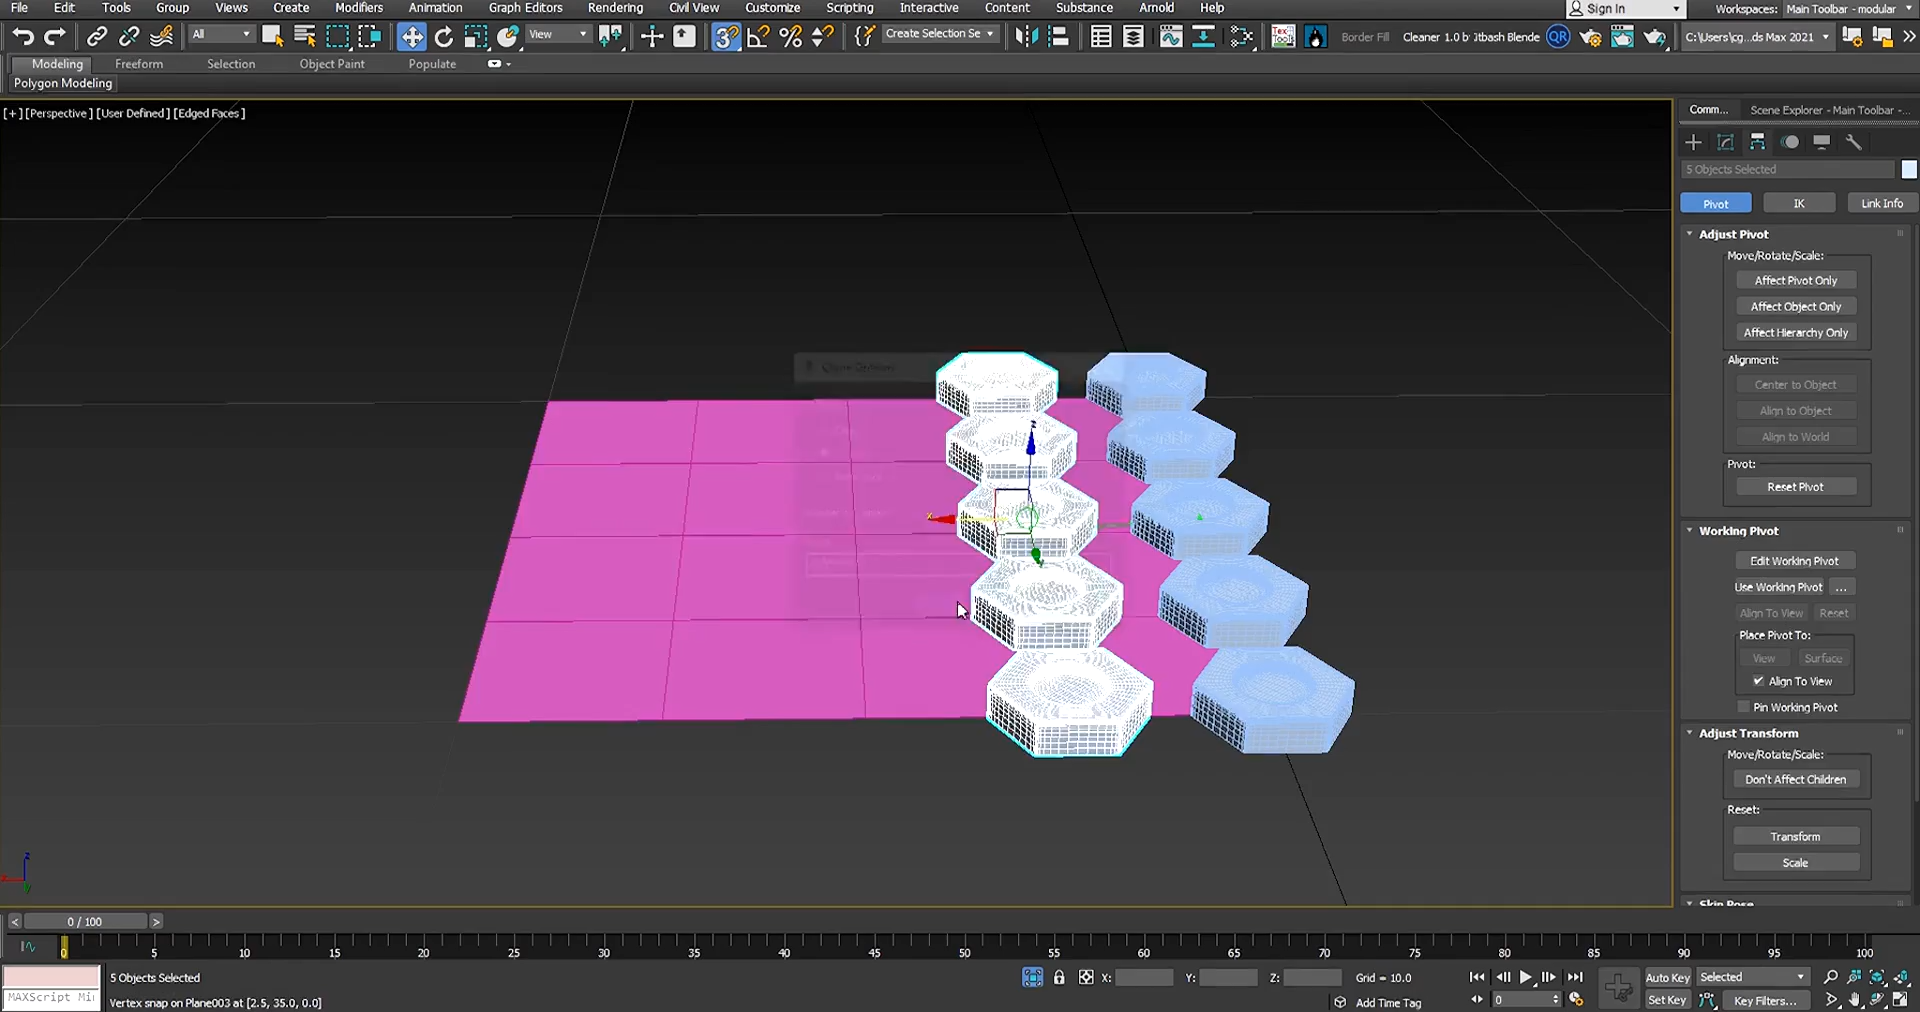 File Edit Tools Group Views Create Modifiers Animation Graph Editors Rendering Civil View Customize Scripting Interactive Content Substance Arnold Help Sign In Workspaces: Main Toolbar - modular
All View Create Selection Se Border Fill Cleaner 1.0 b: Jtbash Blende QR C:\Users\cg...ds Max 2021
Modeling Freeform Selection Object Paint Populate
Polygon Modeling
[+] [Perspective] [User Defined] [Edged Faces]
Comm... Scene Explorer - Main Toolbar -...
5 Objects Selected
Pivot IK Link Info
Adjust Pivot
Move/Rotate/Scale:
Affect Pivot Only
Affect Object Only
Affect Hierarchy Only
Alignment:
Center to Object
Align to Object
Align to World
Pivot:
Reset Pivot
Working Pivot
Edit Working Pivot
Use Working Pivot ...
Align To View Reset
Place Pivot To:
View Surface
Align To View
Pin Working Pivot
Adjust Transform
Move/Rotate/Scale:
Don't Affect Children
Reset:
Transform
Scale
Skin Pose
z
x
z
x
y
< 0 / 100 >
0 5 10 15 20 25 30 35 40 45 50 55 60 65 70 75 80 85 90 95 100
5 Objects Selected X: Y: Z: Grid = 10.0 Auto Key Selected
MAXScript Mi Vertex snap on Plane003 at [2.5, 35.0, 0.0] Add Time Tag 0 Set Key Key Filters...